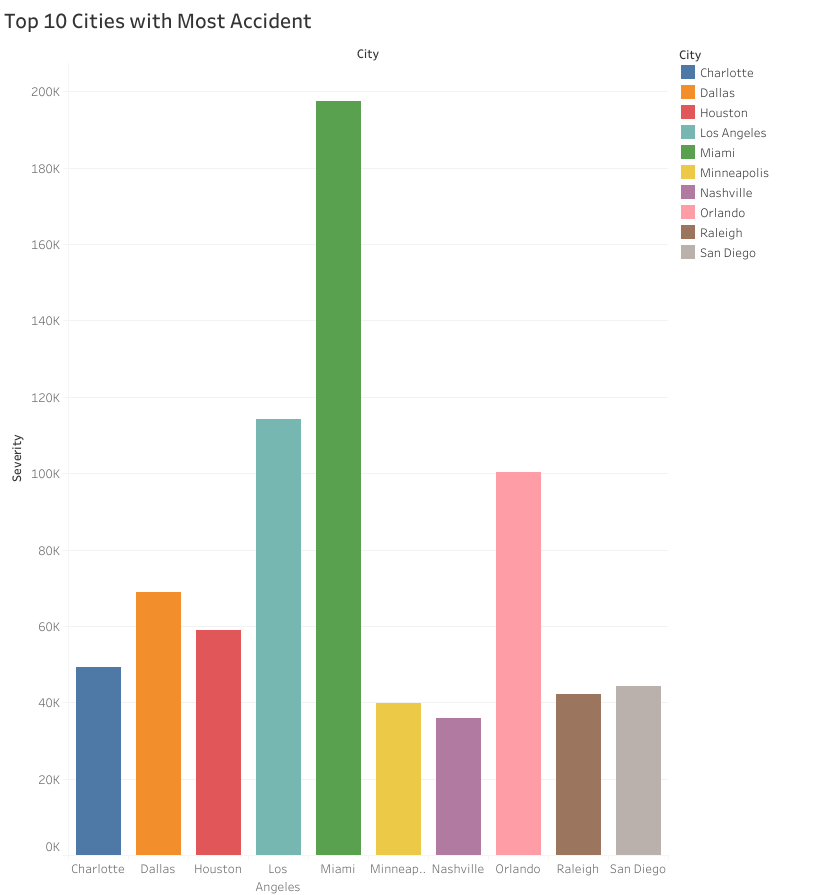 Top 10 Cities with Most Accident
City
City
Charlotte
Dallas
Houston
Los Angeles
Miami
Minneapolis
Nashville
Orlando
Raleigh
San Diego
Severity
200K
180K
160K
140K
120K
100K
80K
60K
40K
20K
0K
Charlotte
Dallas
Houston
Los
Angeles
Miami
Minneap..
Nashville
Orlando
Raleigh
San Diego